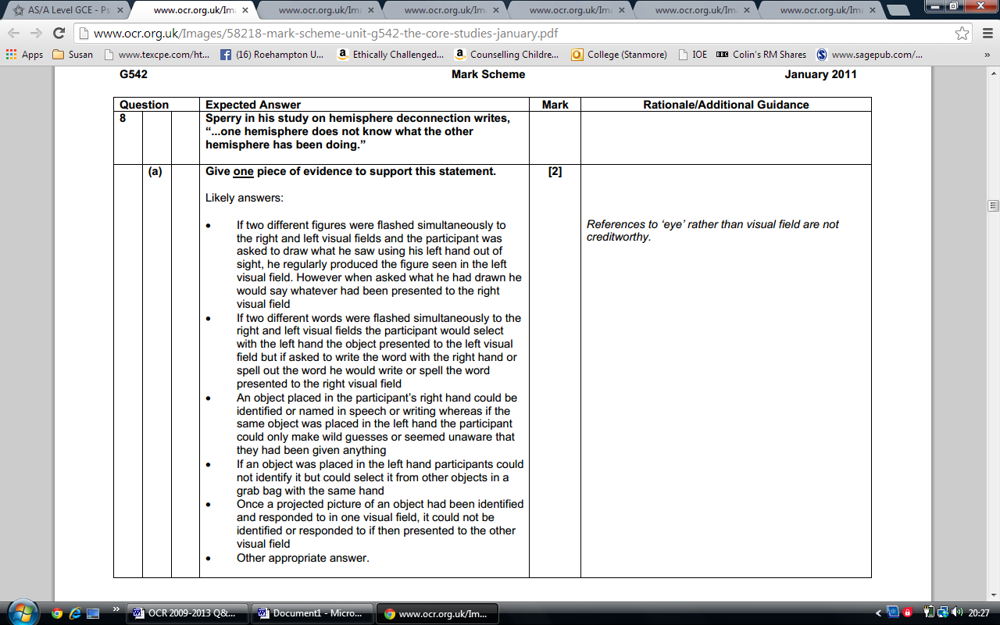 AS/A Level GCE - Ps
www.ocr.org.uk/Ima
www.ocr.org.uk/Ima
www.ocr.org.uk/Ima
www.ocr.org.uk/Ima
www.ocr.org.uk/Ima
www.ocr.org.uk/Ima
www.ocr.org.uk/Images/58218-mark-scheme-unit-g542-the-core-studies-january.pdf
Apps Susan www.texcpe.com/ht... (16) Roehampton U... Ethically Challenged... Counselling Childre... College (Stanmore) IOE Colin's RM Shares www.sagepub.com/... »
G542 Mark Scheme January 2011
Question Expected Answer Mark Rationale/Additional Guidance
8 Sperry in his study on hemisphere deconnection writes,
“...one hemisphere does not know what the other
hemisphere has been doing.”
(a) Give one piece of evidence to support this statement. [2]
Likely answers:
• If two different figures were flashed simultaneously to
the right and left visual fields and the participant was
asked to draw what he saw using his left hand out of
sight, he regularly produced the figure seen in the left
visual field. However when asked what he had drawn he
would say whatever had been presented to the right
visual field
References to ‘eye’ rather than visual field are not
creditworthy.
• If two different words were flashed simultaneously to the
right and left visual fields the participant would select
with the left hand the object presented to the left visual
field but if asked to write the word with the right hand or
spell out the word he would write or spell the word
presented to the right visual field
• An object placed in the participant’s right hand could be
identified or named in speech or writing whereas if the
same object was placed in the left hand the participant
could only make wild guesses or seemed unaware that
they had been given anything
• If an object was placed in the left hand participants could
not identify it but could select it from other objects in a
grab bag with the same hand
• Once a projected picture of an object had been identified
and responded to in one visual field, it could not be
identified or responded to if then presented to the other
visual field
• Other appropriate answer.
» OCR 2009-2013 Q&... Document1 - Micro... www.ocr.org.uk/Im... 20:27